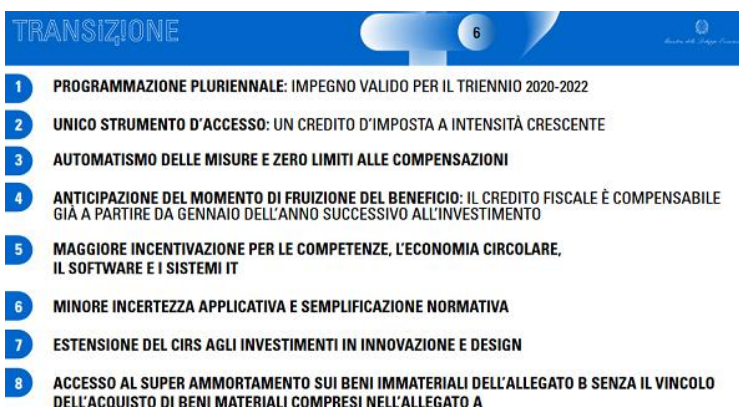 TRANSIZIONE
6
1 PROGRAMMAZIONE PLURIENNALE: IMPEGNO VALIDO PER IL TRIENNIO 2020-2022
2 UNICO STRUMENTO D'ACCESSO: UN CREDITO D'IMPOSTA A INTENSITÀ CRESCENTE
3 AUTOMATISMO DELLE MISURE E ZERO LIMITI ALLE COMPENSAZIONI
4 ANTICIPAZIONE DEL MOMENTO DI FRUIZIONE DEL BENEFICIO: IL CREDITO FISCALE È COMPENSABILE
GIÀ A PARTIRE DA GENNAIO DELL'ANNO SUCCESSIVO ALL'INVESTIMENTO
5 MAGGIORE INCENTIVAZIONE PER LE COMPETENZE, L'ECONOMIA CIRCOLARE,
IL SOFTWARE E I SISTEMI IT
6 MINORE INCERTEZZA APPLICATIVA E SEMPLIFICAZIONE NORMATIVA
7 ESTENSIONE DEL CIRS AGLI INVESTIMENTI IN INNOVAZIONE E DESIGN
8 ACCESSO AL SUPER AMMORTAMENTO SUI BENI IMMATERIALI DELL'ALLEGATO B SENZA IL VINCOLO
DELL'ACQUISTO DI BENI MATERIALI COMPRESI NELL'ALLEGATO A